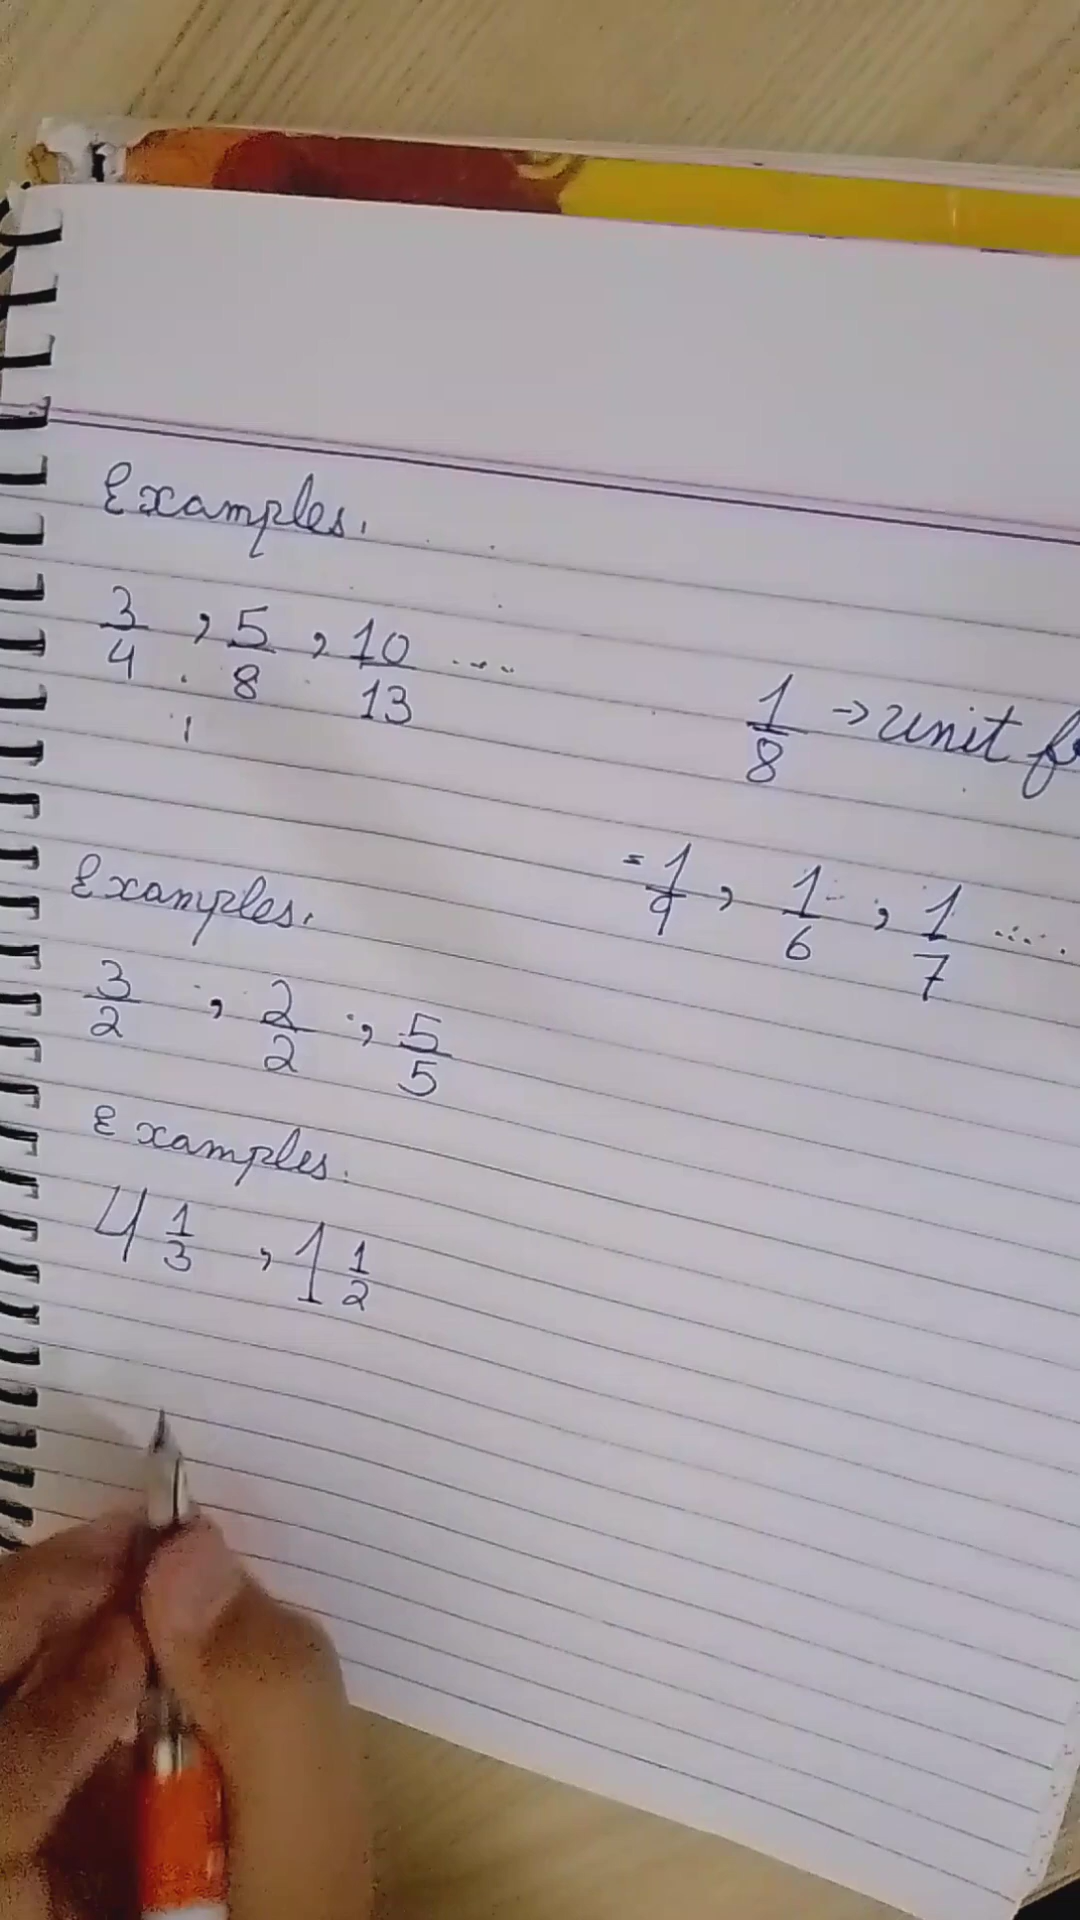 Examples.
3/4 , 5/8 , 10/13 ....
1/8 → unit
Examples.
= 1/9 , 1/6 , 1/7 .....
3/2 , 2/2 , 5/5
Examples.
4 1/3 , 1 1/2